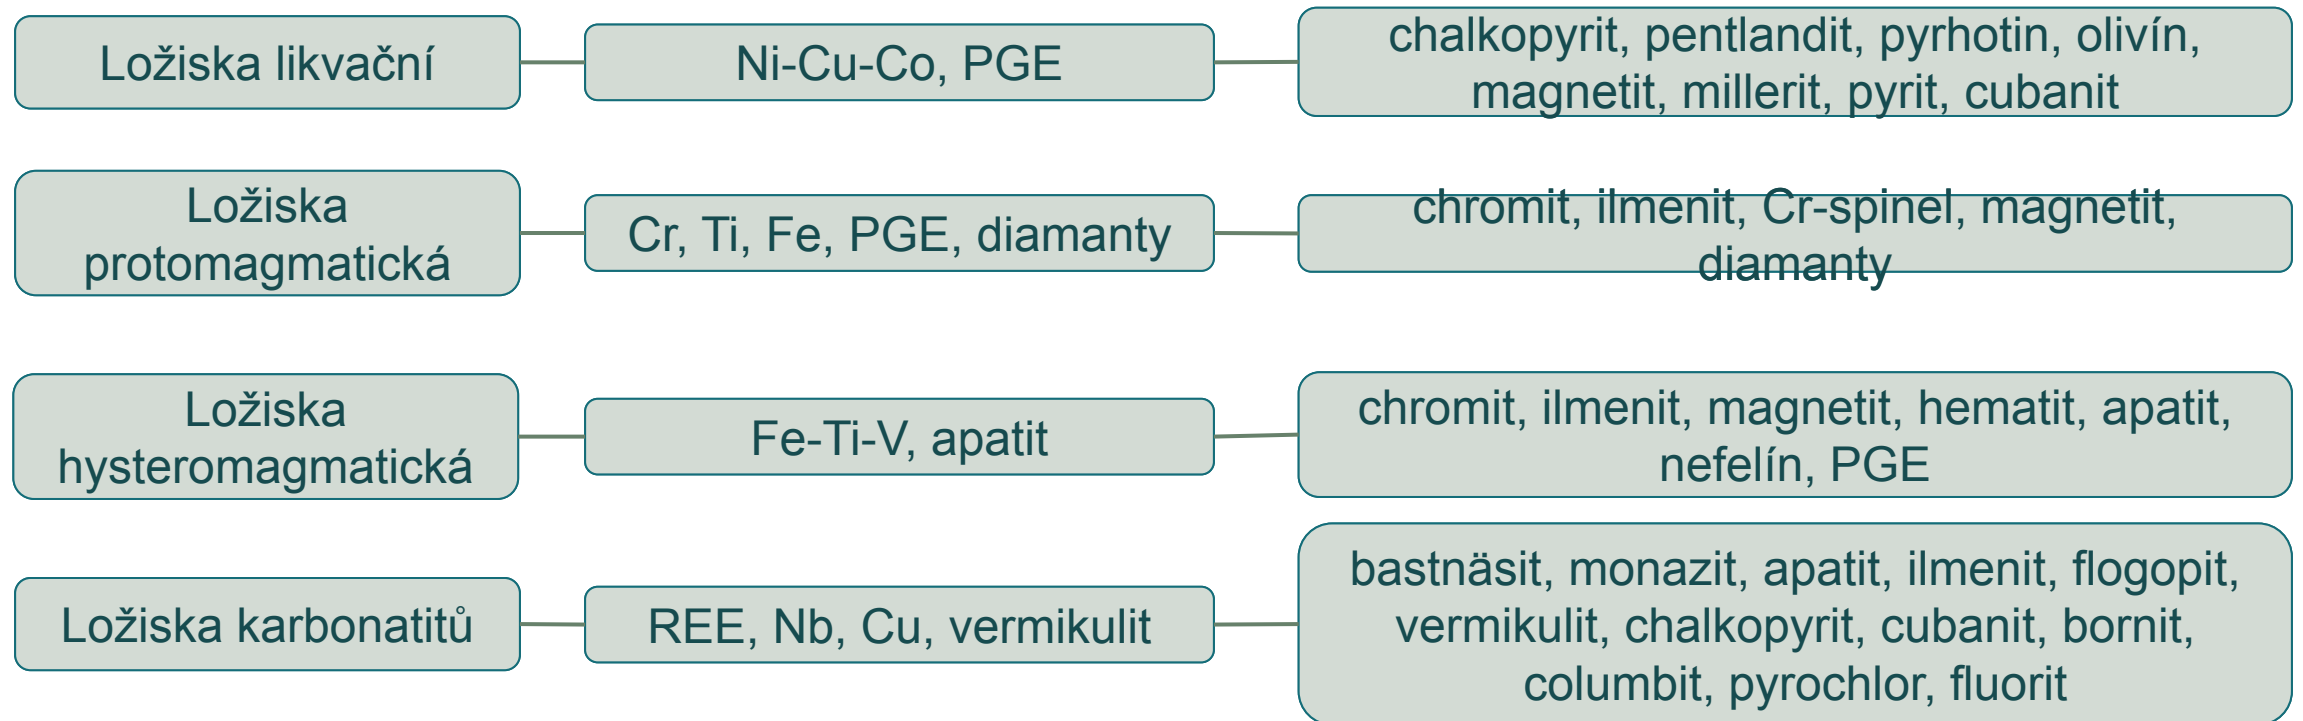 Ložiska likvační
Ni-Cu-Co, PGE
chalkopyrit, pentlandit, pyrhotin, olivín,
magnetit, millerit, pyrit, cubanit
Ložiska
protomagmatická
Cr, Ti, Fe, PGE, diamanty
chromit, ilmenit, Cr-spinel, magnetit,
diamanty
Ložiska
hysteromagmatická
Fe-Ti-V, apatit
chromit, ilmenit, magnetit, hematit, apatit,
nefelín, PGE
Ložiska karbonatitů
REE, Nb, Cu, vermikulit
bastnäsit, monazit, apatit, ilmenit, flogopit,
vermikulit, chalkopyrit, cubanit, bornit,
columbit, pyrochlor, fluorit